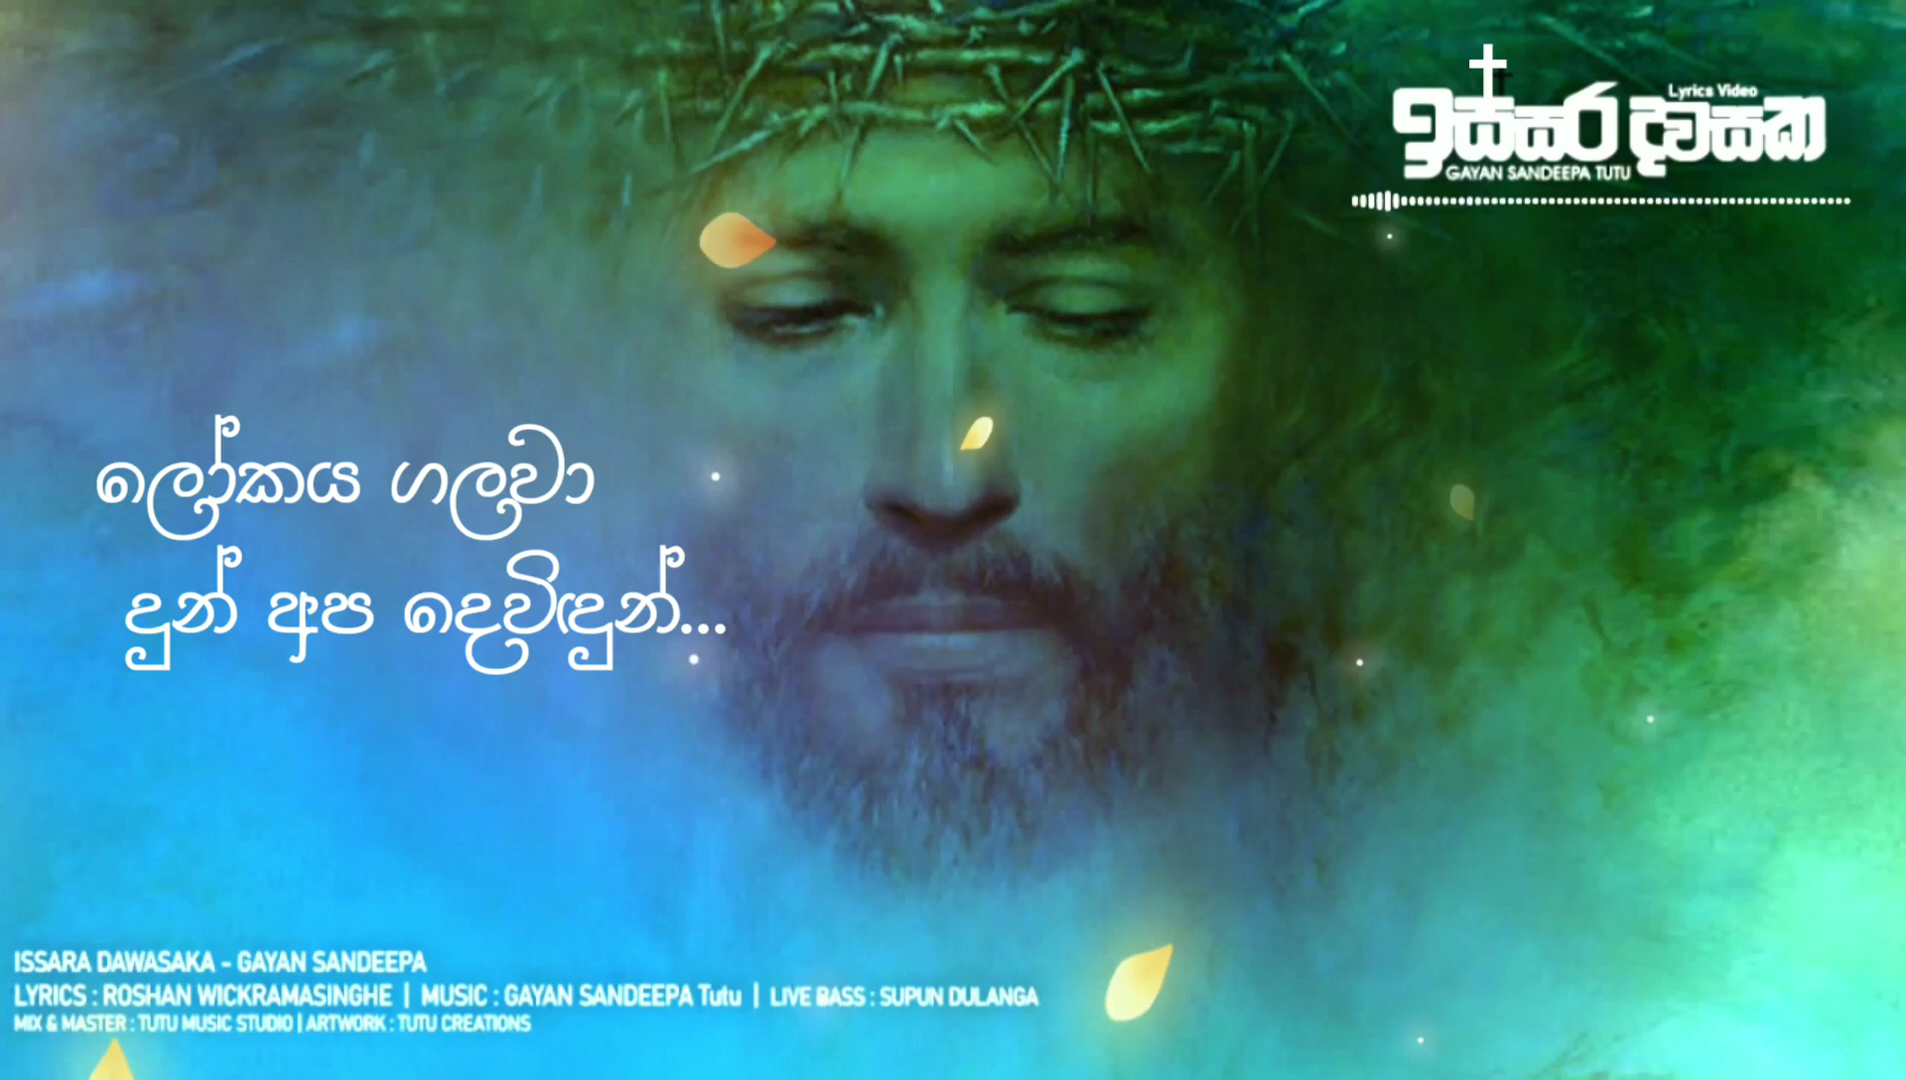 Lyrics Video
ඉස්සර දවසක
GAYAN SANDEEPA TUTU
ලෝකය ගලවා
දුන් අප දෙවිඳුන්...
ISSARA DAWASAKA - GAYAN SANDEEPA
LYRICS : ROSHAN WICKRAMASINGHE | MUSIC : GAYAN SANDEEPA Tutu | LIVE BASS : SUPUN DULANGA
MIX & MASTER : TUTU MUSIC STUDIO | ARTWORK : TUTU CREATIONS